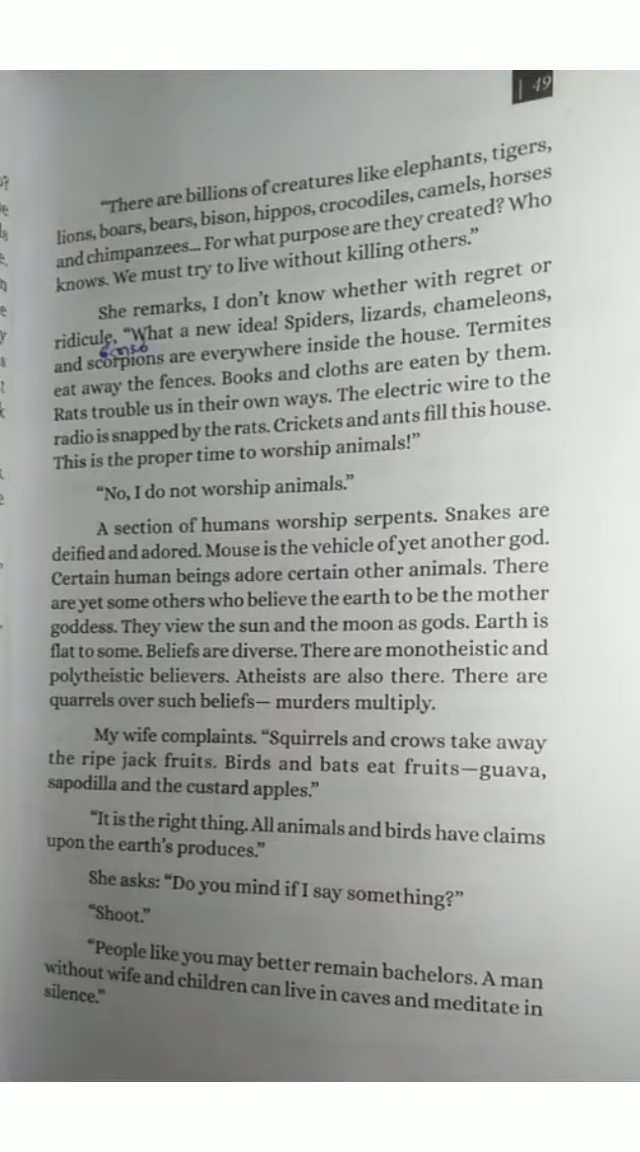 | 49
"There are billions of creatures like elephants, tigers,
lions, boars, bears, bison, hippos, crocodiles, camels, horses
and chimpanzees... For what purpose are they created? Who
knows. We must try to live without killing others."
She remarks, I don't know whether with regret or
ridicule, "What a new idea! Spiders, lizards, chameleons,
and scorpions are everywhere inside the house. Termites
eat away the fences. Books and cloths are eaten by them.
Rats trouble us in their own ways. The electric wire to the
radio is snapped by the rats. Crickets and ants fill this house.
This is the proper time to worship animals!"
"No, I do not worship animals."
A section of humans worship serpents. Snakes are
deified and adored. Mouse is the vehicle of yet another god.
Certain human beings adore certain other animals. There
are yet some others who believe the earth to be the mother
goddess. They view the sun and the moon as gods. Earth is
flat to some. Beliefs are diverse. There are monotheistic and
polytheistic believers. Atheists are also there. There are
quarrels over such beliefs— murders multiply.
My wife complaints. "Squirrels and crows take away
the ripe jack fruits. Birds and bats eat fruits—guava,
sapodilla and the custard apples."
"It is the right thing. All animals and birds have claims
upon the earth's produces."
She asks: "Do you mind if I say something?"
"Shoot."
"People like you may better remain bachelors. A man
without wife and children can live in caves and meditate in
silence."